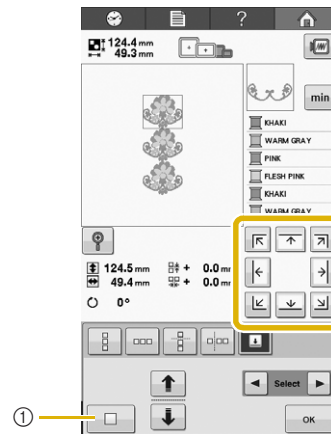 ?
124.4 mm
49.3 mm
min
KHAKI
WARM GRAY
PINK
FLESH PINK
KHAKI
WARM GRAY
124.5 mm + 0.0 mm
49.4 mm + 0.0 mm
0°
Select
① OK